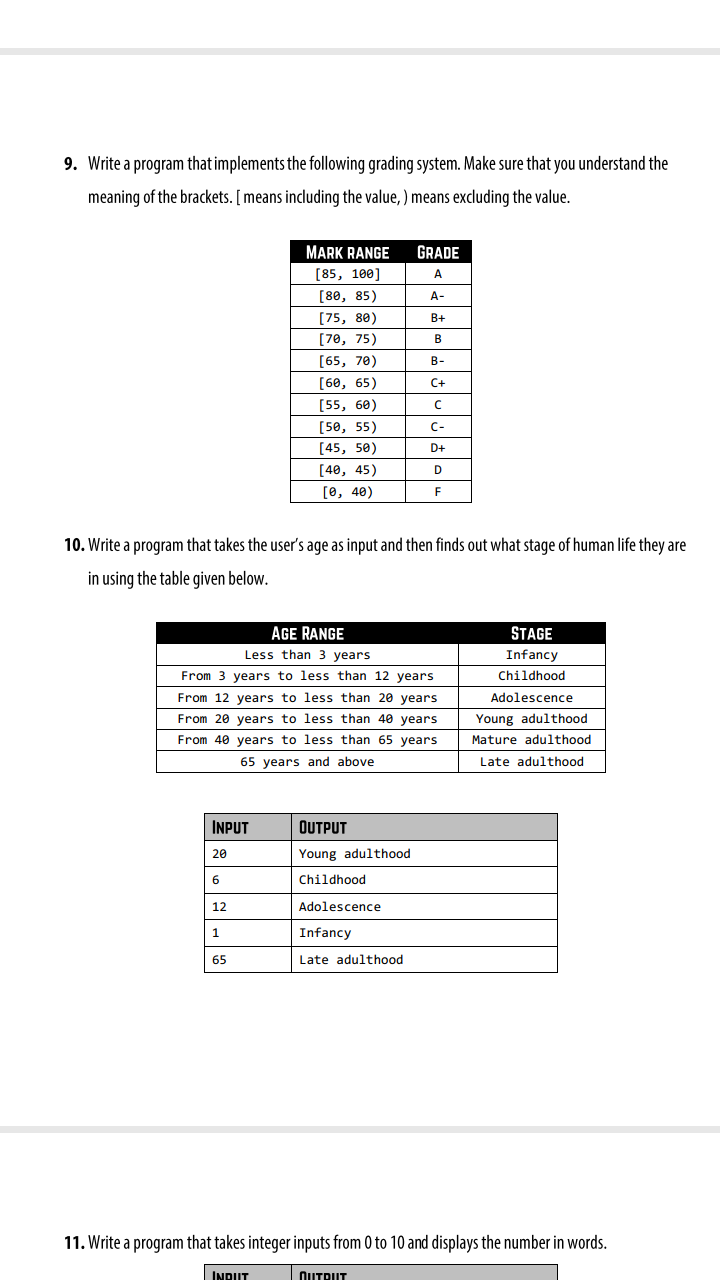 9. Write a program that implements the following grading system. Make sure that you understand the
meaning of the brackets. [ means including the value, ) means excluding the value.
MARK RANGE GRADE
[85, 100] A
[80, 85) A-
[75, 80) B+
[70, 75) B
[65, 70) B-
[60, 65) C+
[55, 60) C
[50, 55) C-
[45, 50) D+
[40, 45) D
[0, 40) F
10. Write a program that takes the user's age as input and then finds out what stage of human life they are
in using the table given below.
AGE RANGE STAGE
Less than 3 years Infancy
From 3 years to less than 12 years Childhood
From 12 years to less than 20 years Adolescence
From 20 years to less than 40 years Young adulthood
From 40 years to less than 65 years Mature adulthood
65 years and above Late adulthood
INPUT OUTPUT
20 Young adulthood
6 Childhood
12 Adolescence
1 Infancy
65 Late adulthood
11. Write a program that takes integer inputs from 0 to 10 and displays the number in words.
INPUT OUTPUT